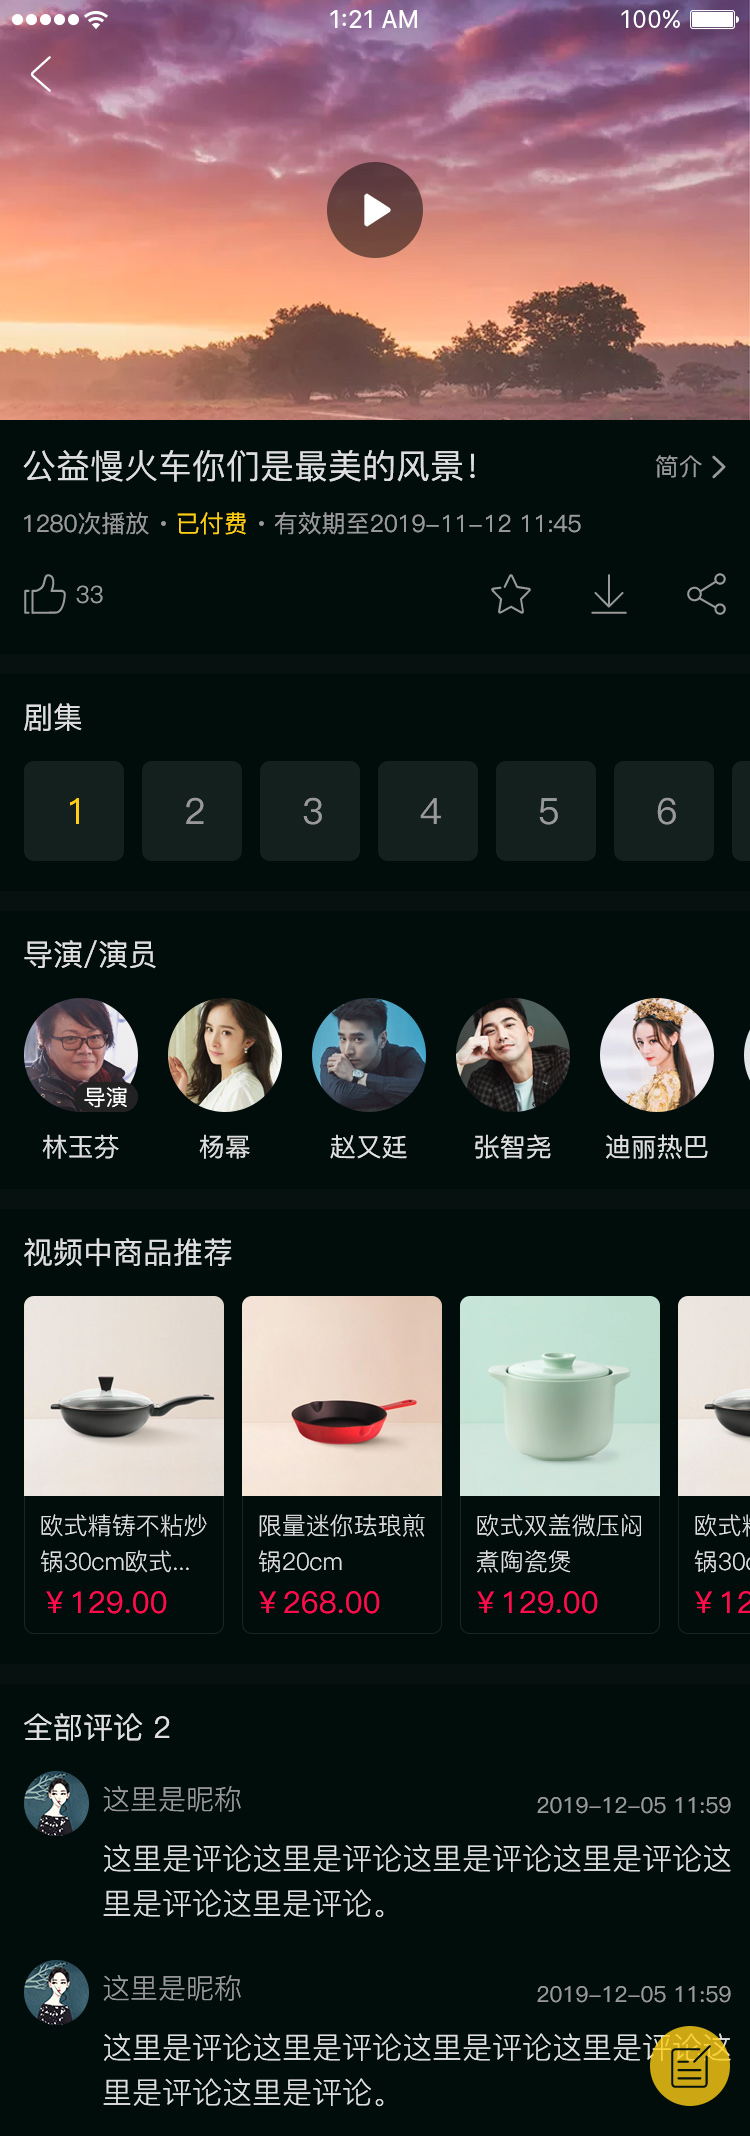 1:21 AM 100%
公益慢火车你们是最美的风景！ 简介
1280次播放 · 已付费 · 有效期至2019-11-12 11:45
33
剧集
1 2 3 4 5 6
导演/演员
导演
林玉芬 杨幂 赵又廷 张智尧 迪丽热巴
视频中商品推荐
欧式精铸不粘炒 限量迷你珐琅煎 欧式双盖微压闷 欧式
锅30cm欧式... 锅20cm 煮陶瓷煲 锅30
¥129.00 ¥268.00 ¥129.00 ¥12
全部评论 2
这里是昵称 2019-12-05 11:59
这里是评论这里是评论这里是评论这里是评论这
里是评论这里是评论。
这里是昵称 2019-12-05 11:59
这里是评论这里是评论这里是评论这里是评论这
里是评论这里是评论。